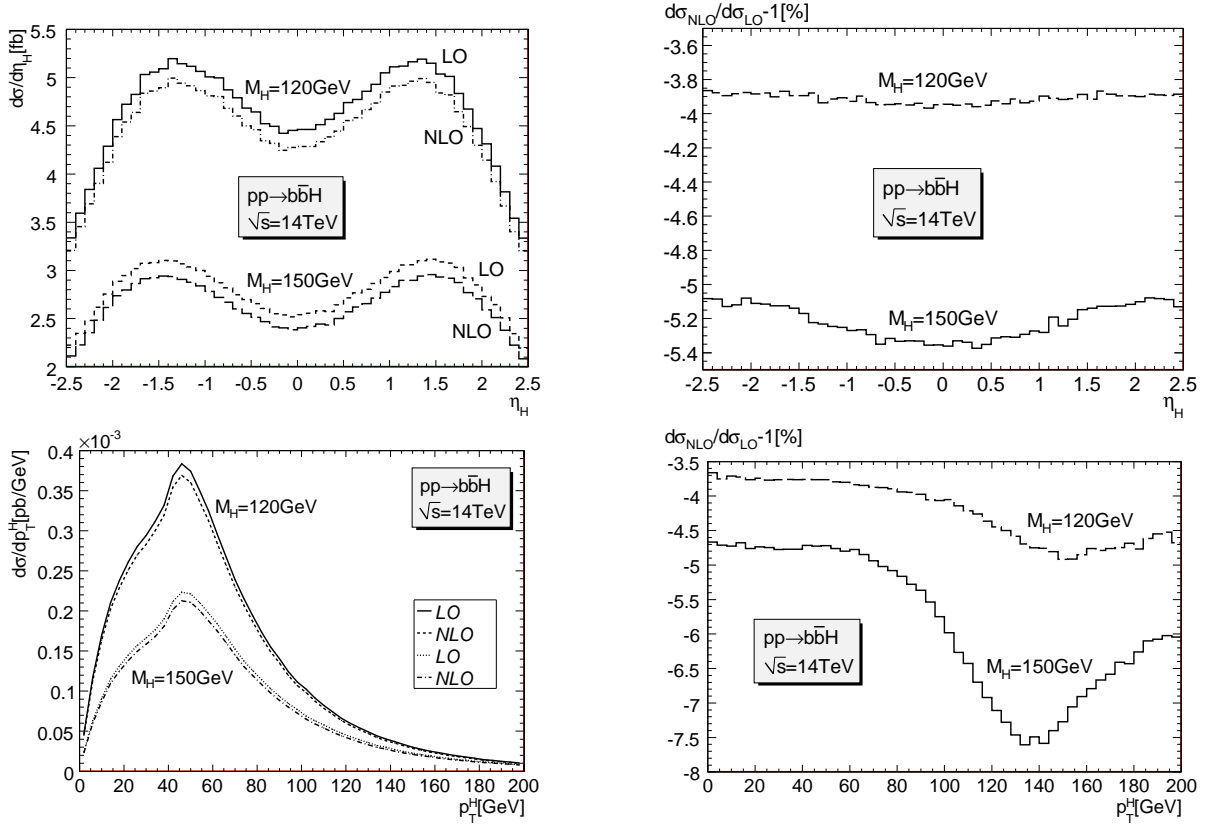 dσ/dη_H[fb]
5.5
5
4.5
4
3.5
3
2.5
2
LO
M_H=120GeV
NLO
pp→bb̅H
√s=14TeV
LO
M_H=150GeV
NLO
-2.5 -2 -1.5 -1 -0.5 0 0.5 1 1.5 2 2.5
η_H
dσ_NLO/dσ_LO-1[%]
-3.6
-3.8
-4
-4.2
-4.4
-4.6
-4.8
-5
-5.2
-5.4
M_H=120GeV
pp→bb̅H
√s=14TeV
M_H=150GeV
-2.5 -2 -1.5 -1 -0.5 0 0.5 1 1.5 2 2.5
η_H
×10^-3
dσ/dp_T^H[pb/GeV]
0.4
0.35
0.3
0.25
0.2
0.15
0.1
0.05
0
pp→bb̅H
√s=14TeV
M_H=120GeV
LO
NLO
LO
NLO
M_H=150GeV
0 20 40 60 80 100 120 140 160 180 200
p_T^H[GeV]
dσ_NLO/dσ_LO-1[%]
-3.5
-4
-4.5
-5
-5.5
-6
-6.5
-7
-7.5
-8
M_H=120GeV
pp→bb̅H
√s=14TeV
M_H=150GeV
0 20 40 60 80 100 120 140 160 180 200
p_T^H[GeV]